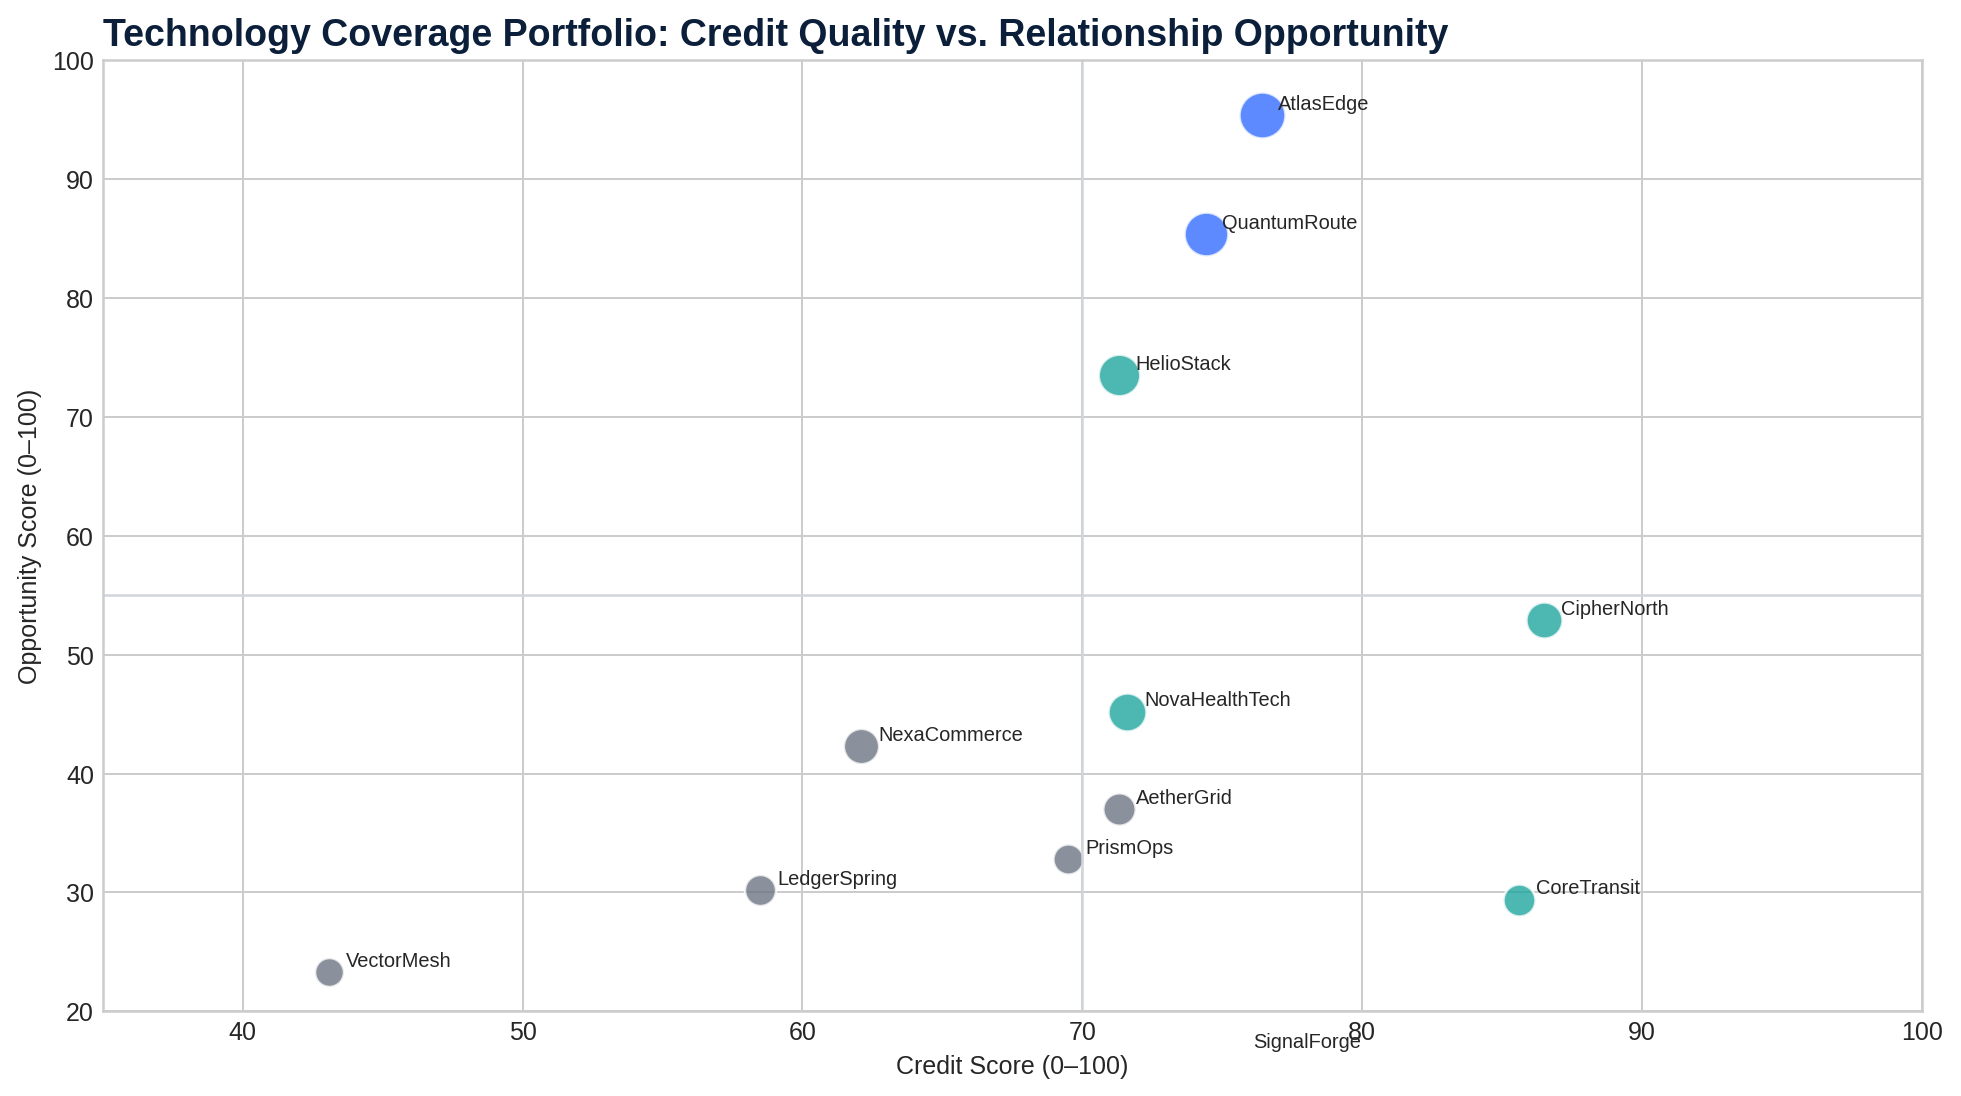 Technology Coverage Portfolio: Credit Quality vs. Relationship Opportunity
100
90
80
70
60
50
40
30
20
Opportunity Score (0–100)
AtlasEdge
QuantumRoute
HelioStack
CipherNorth
NovaHealthTech
NexaCommerce
AetherGrid
PrismOps
LedgerSpring
CoreTransit
VectorMesh
40
50
60
70
80
90
100
SignalForge
Credit Score (0–100)